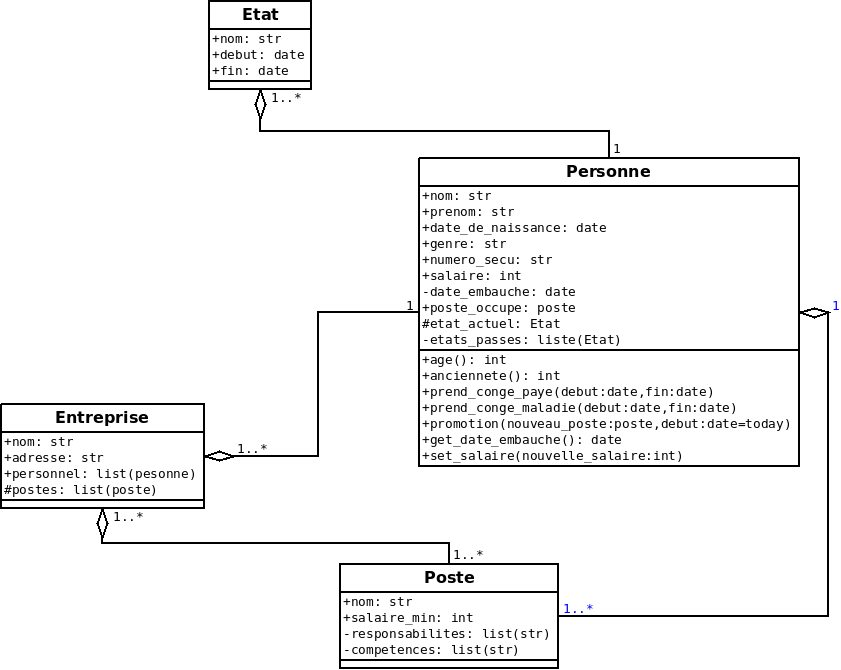 Etat
+nom: str
+debut: date
+fin: date
1..*
1
Personne
+nom: str
+prenom: str
+date_de_naissance: date
+genre: str
+numero_secu: str
+salaire: int
-date_embauche: date
+poste_occupe: poste
#etat_actuel: Etat
-etats_passes: liste(Etat)
+age(): int
+anciennete(): int
+prend_conge_paye(debut:date,fin:date)
+prend_conge_maladie(debut:date,fin:date)
+promotion(nouveau_poste:poste,debut:date=today)
+get_date_embauche(): date
+set_salaire(nouvelle_salaire:int)
1
1
Entreprise
+nom: str
+adresse: str
+personnel: list(pesonne)
#postes: list(poste)
1..*
1..*
1..*
Poste
+nom: str
+salaire_min: int
-responsabilites: list(str)
-competences: list(str)
1..*